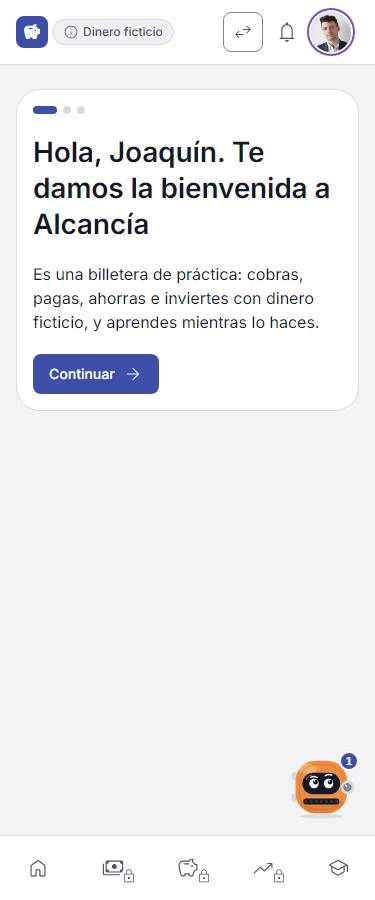 Dinero ficticio
Hola, Joaquín. Te
damos la bienvenida a
Alcancía
Es una billetera de práctica: cobras,
pagas, ahorras e inviertes con dinero
ficticio, y aprendes mientras lo haces.
Continuar
1